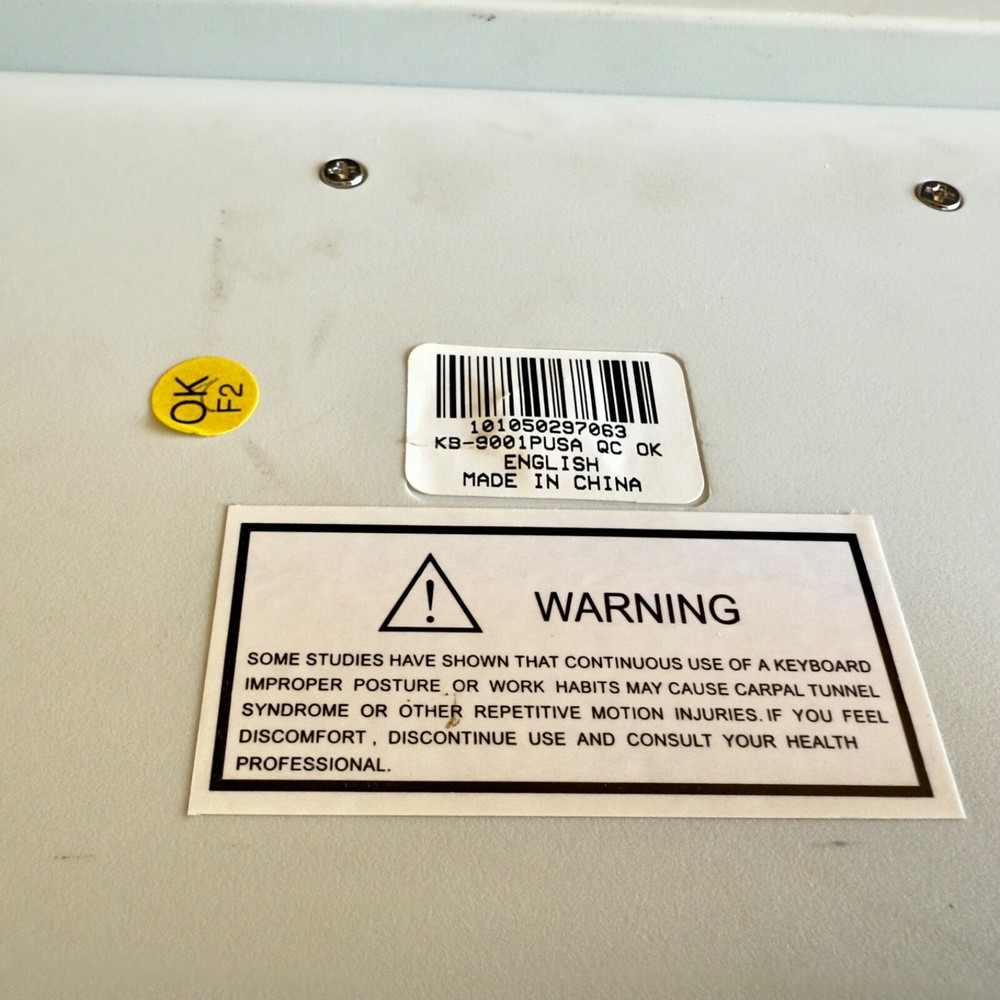 OK
F2
101050297063
KB-9001PUSA QC OK
ENGLISH
MADE IN CHINA
WARNING
SOME STUDIES HAVE SHOWN THAT CONTINUOUS USE OF A KEYBOARD
IMPROPER POSTURE OR WORK HABITS MAY CAUSE CARPAL TUNNEL
SYNDROME OR OTHER REPETITIVE MOTION INJURIES.IF YOU FEEL
DISCOMFORT , DISCONTINUE USE AND CONSULT YOUR HEALTH
PROFESSIONAL.